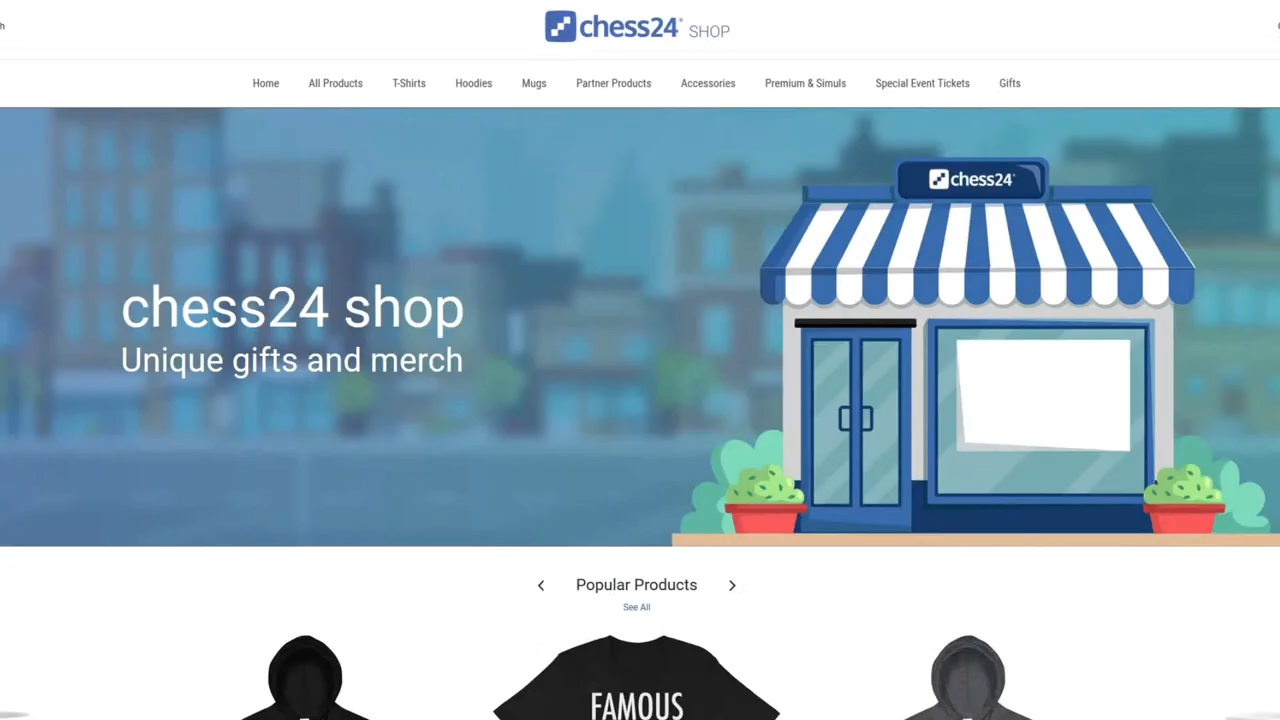 chess24 SHOP
Home All Products T-Shirts Hoodies Mugs Partner Products Accessories Premium & Simuls Special Event Tickets Gifts
chess24
chess24 shop
Unique gifts and merch
Popular Products
See All
FAMOUS